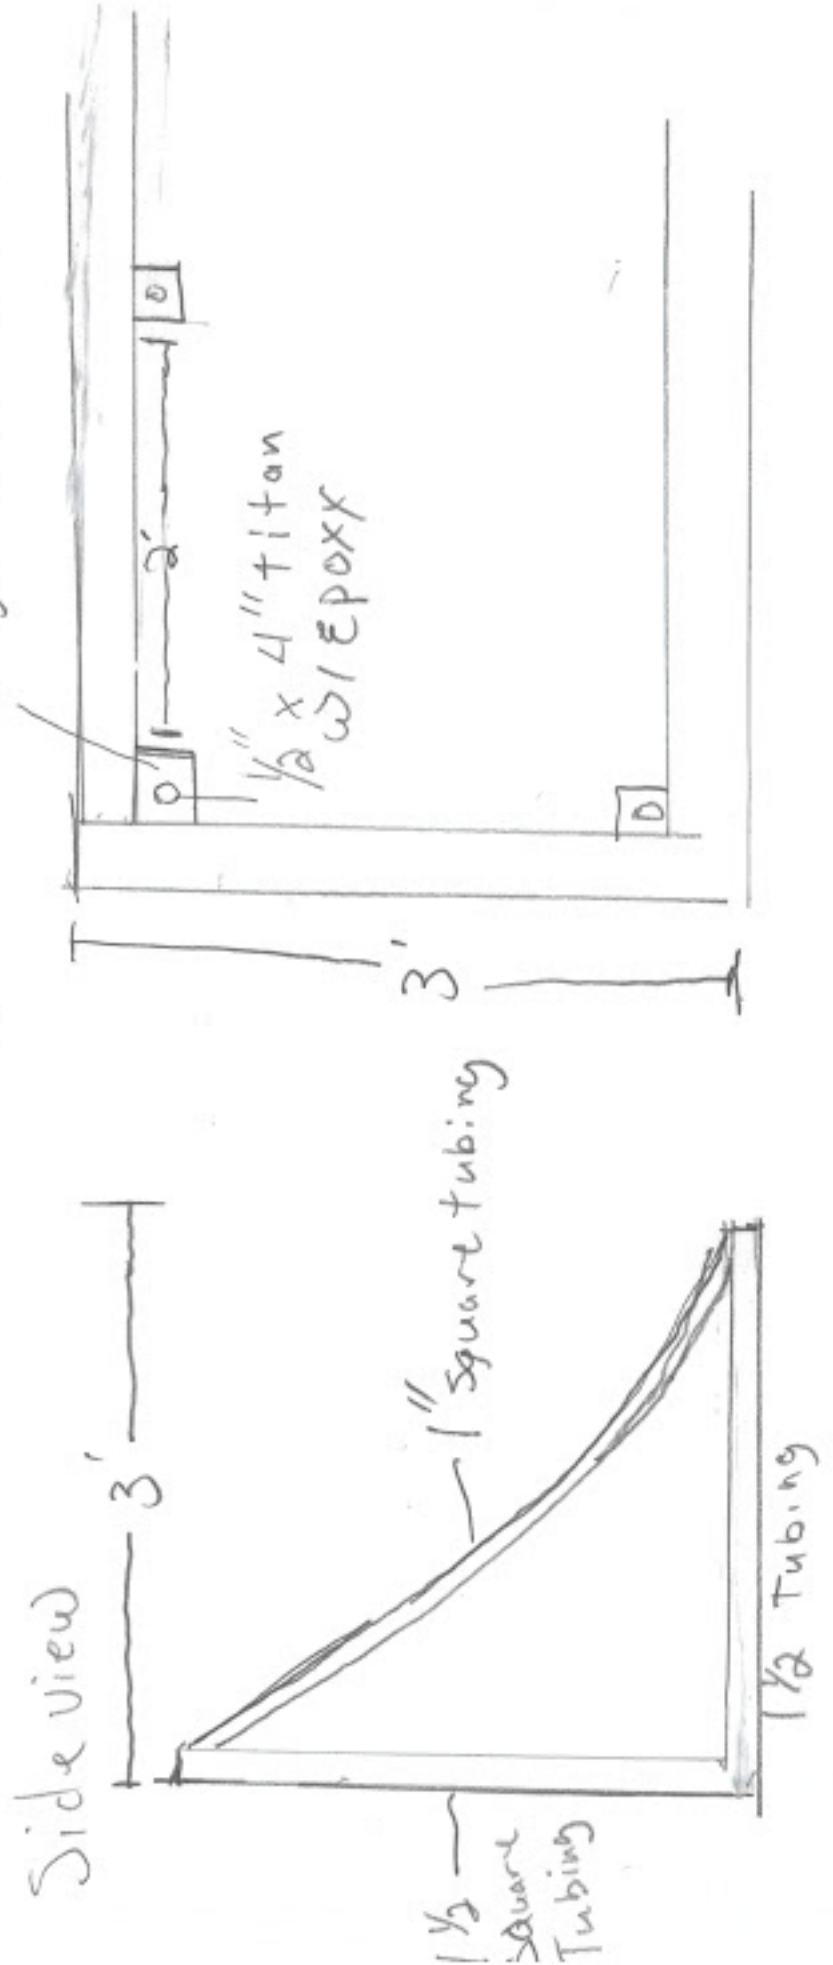 Side View
3'
1 1/2
Square
Tubing
1" Square tubing
1 1/2 Tubing
3'
2'
1/2" x 4" titan
w/ Epoxy